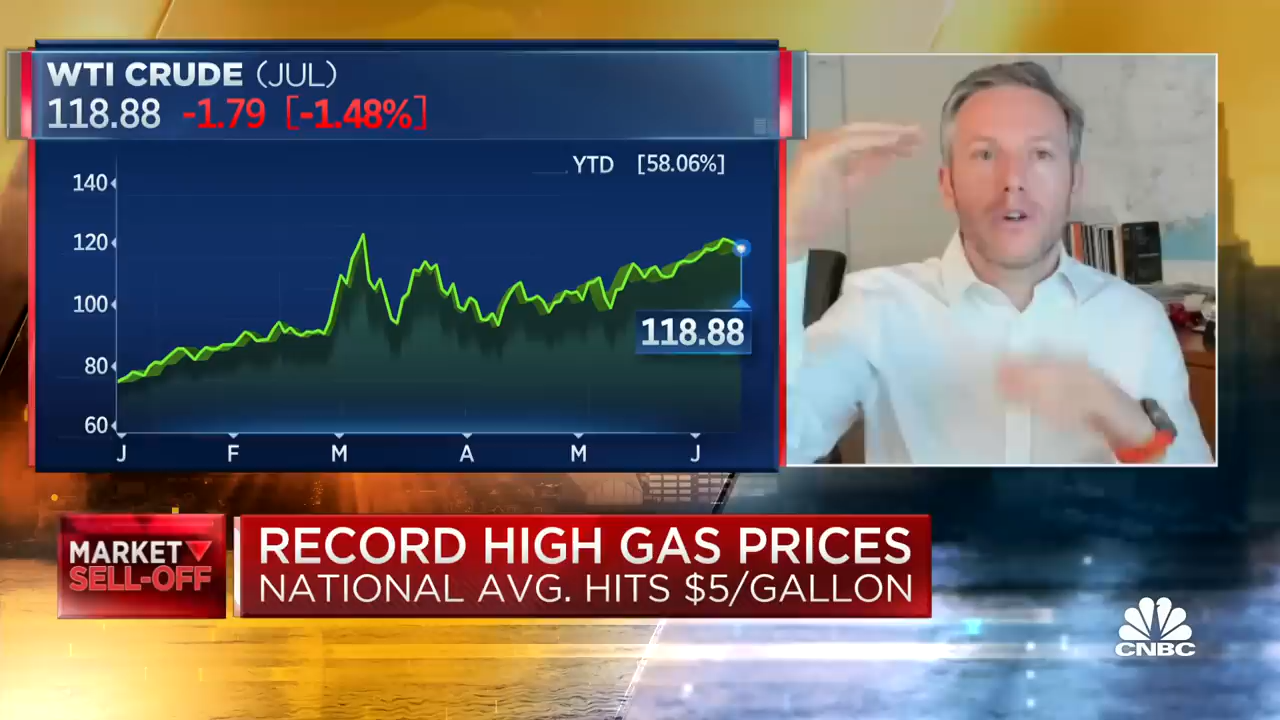 WTI CRUDE (JUL)
118.88 -1.79 [-1.48%]
YTD [58.06%]
140
120
100
80
60
118.88
J F M A M J
MARKET
SELL-OFF
RECORD HIGH GAS PRICES
NATIONAL AVG. HITS $5/GALLON
CNBC